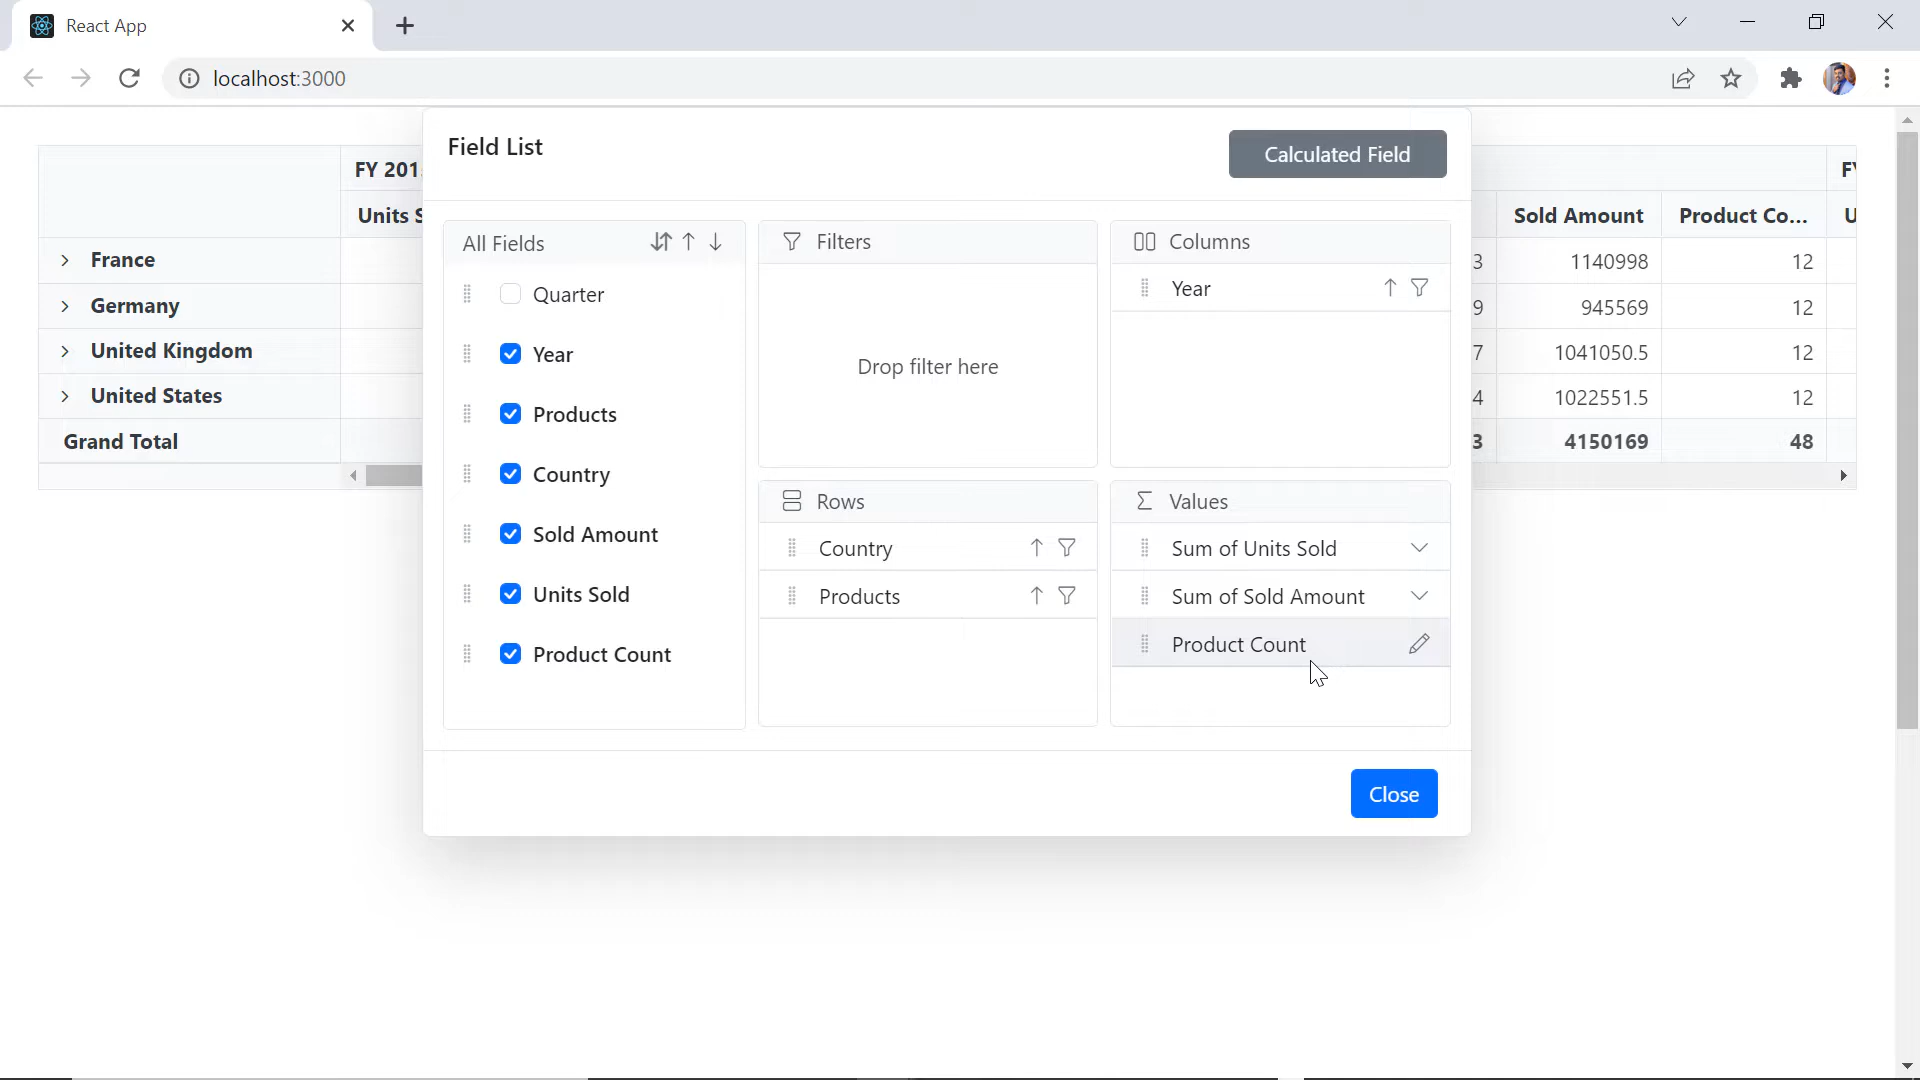 React App
localhost:3000
Field List
Calculated Field
FY 201
FY
Units S
Sold Amount
Product Co...
U
France
3
1140998
12
Germany
9
945569
12
United Kingdom
7
1041050.5
12
United States
4
1022551.5
12
Grand Total
3
4150169
48
All Fields
Quarter
Year
Products
Country
Sold Amount
Units Sold
Product Count
Filters
Drop filter here
Columns
Year
Rows
Country
Products
Values
Sum of Units Sold
Sum of Sold Amount
Product Count
Close